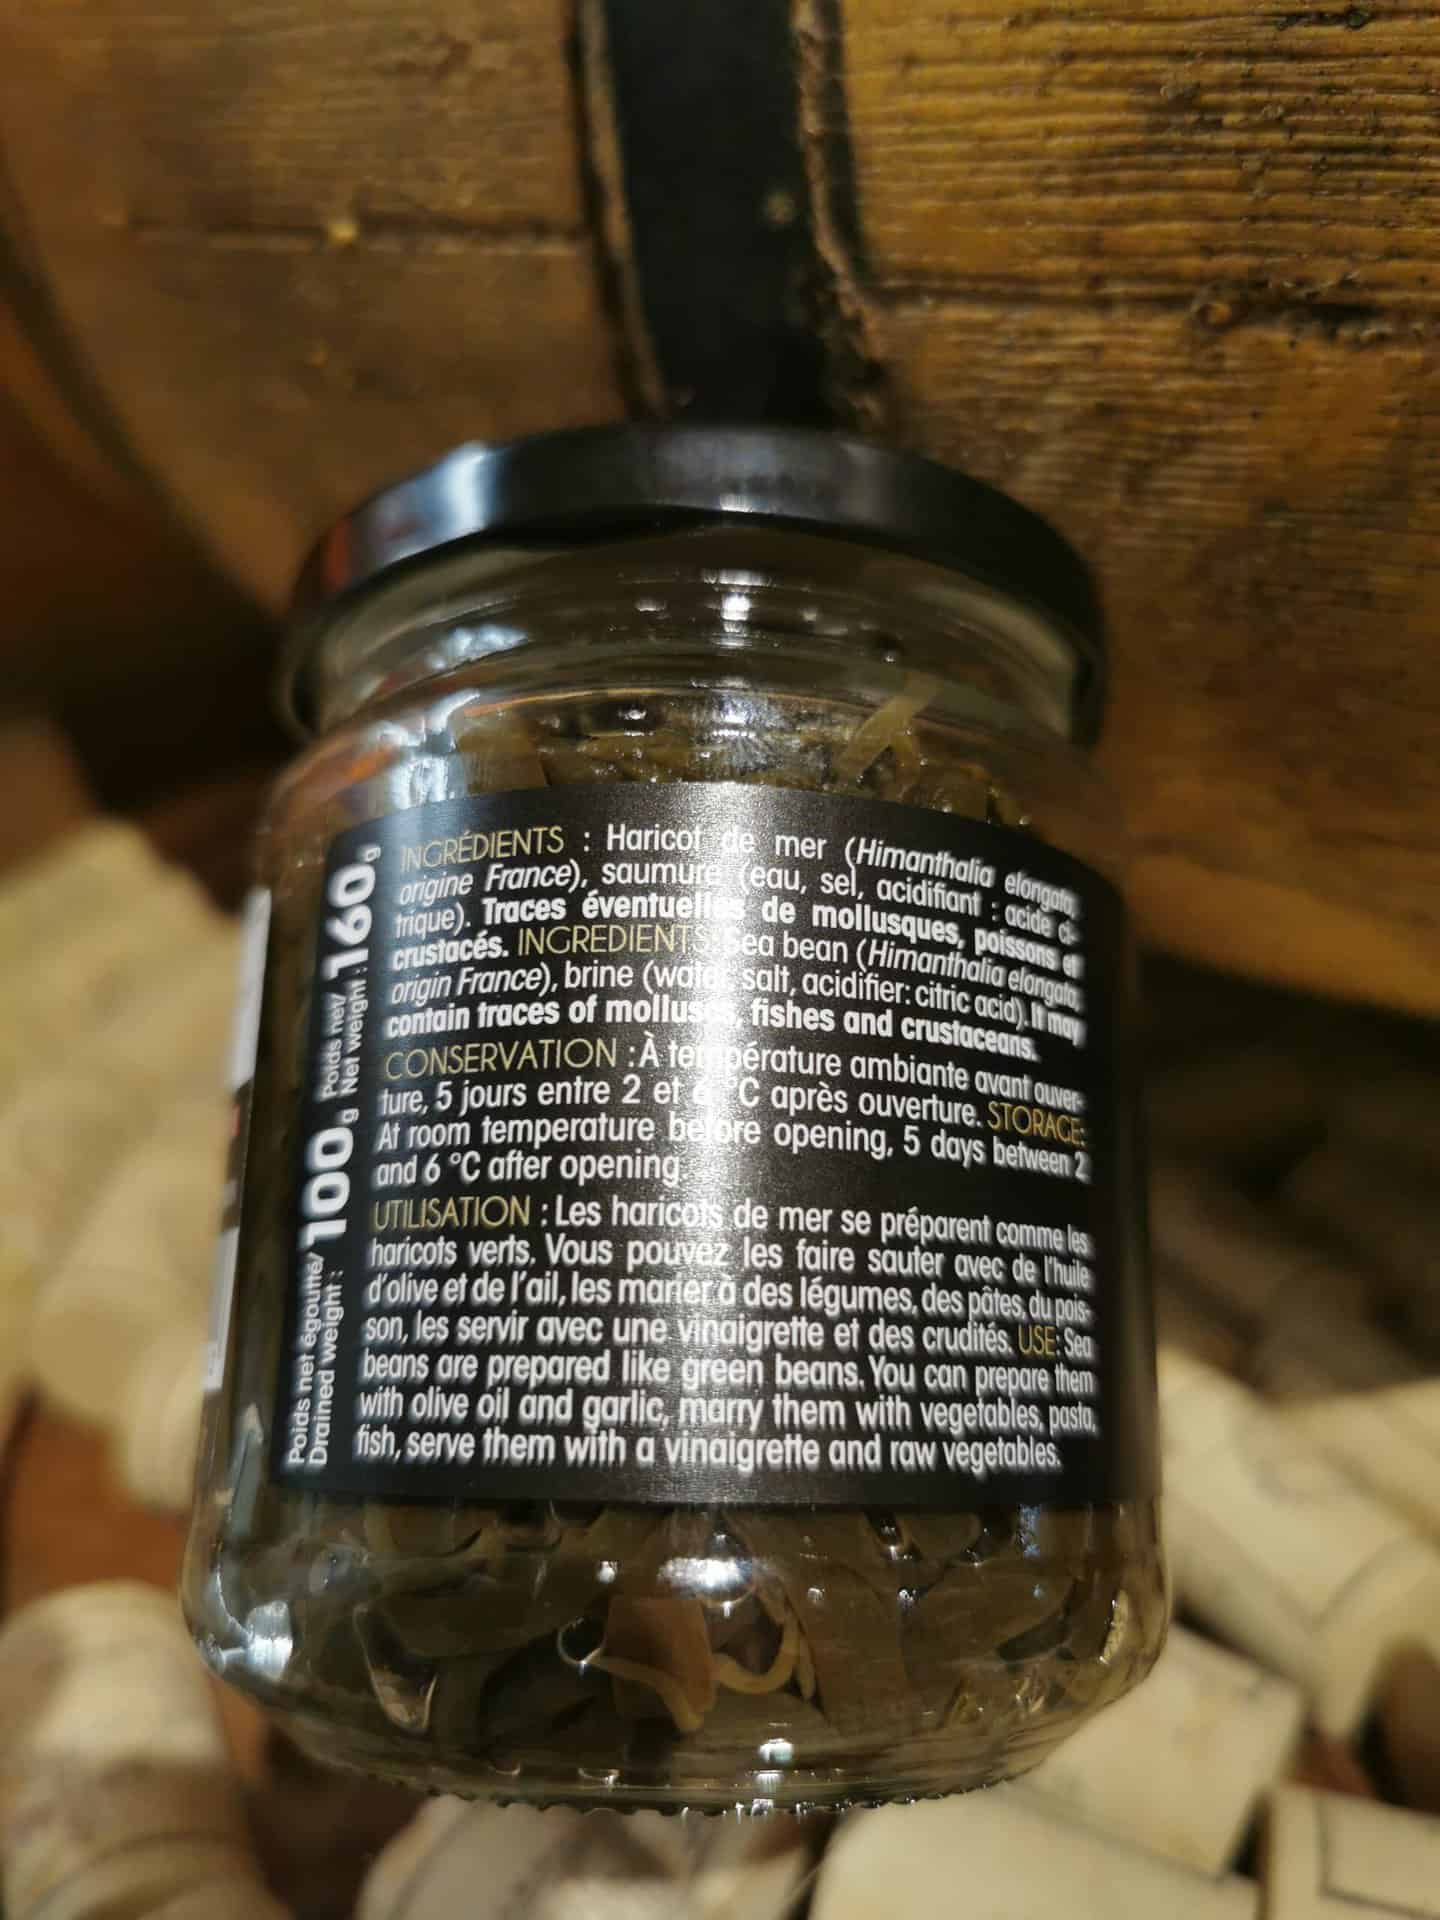 INGRÉDIENTS : Haricot de mer (Himanthalia elongata,
origine France), saumure (eau, sel, acidifiant : acide ci-
trique). Traces éventuelles de mollusques, poissons et
crustacés. INGREDIENTS: Sea bean (Himanthalia elongata,
origin France), brine (water, salt, acidifier: citric acid). It may
contain traces of molluscs, fishes and crustaceans.
CONSERVATION : À température ambiante avant ouver-
ture, 5 jours entre 2 et 6 °C après ouverture. STORAGE:
At room temperature before opening, 5 days between 2
and 6 °C after opening.
UTILISATION : Les haricots de mer se préparent comme les
haricots verts. Vous pouvez les faire sauter avec de l'huile
d'olive et de l'ail, les marier à des légumes, des pâtes, du pois-
son, les servir avec une vinaigrette et des crudités. USE: Sea
beans are prepared like green beans. You can prepare them
with olive oil and garlic, marry them with vegetables, pasta,
fish, serve them with a vinaigrette and raw vegetables.
Poids net égoutté/
Drained weight : 100 g
Poids net/
Net weight : 160 g